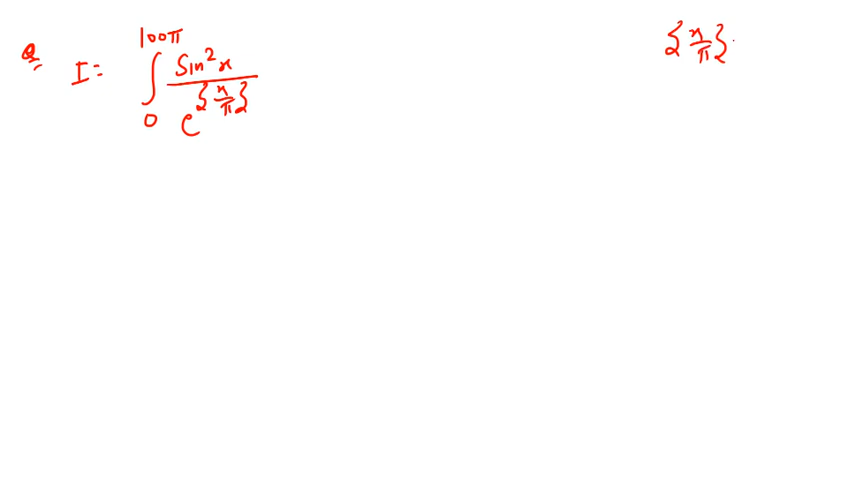 Q I = ∫₀^{100π} Sin²x / e^{{x/π}}
{x/π}